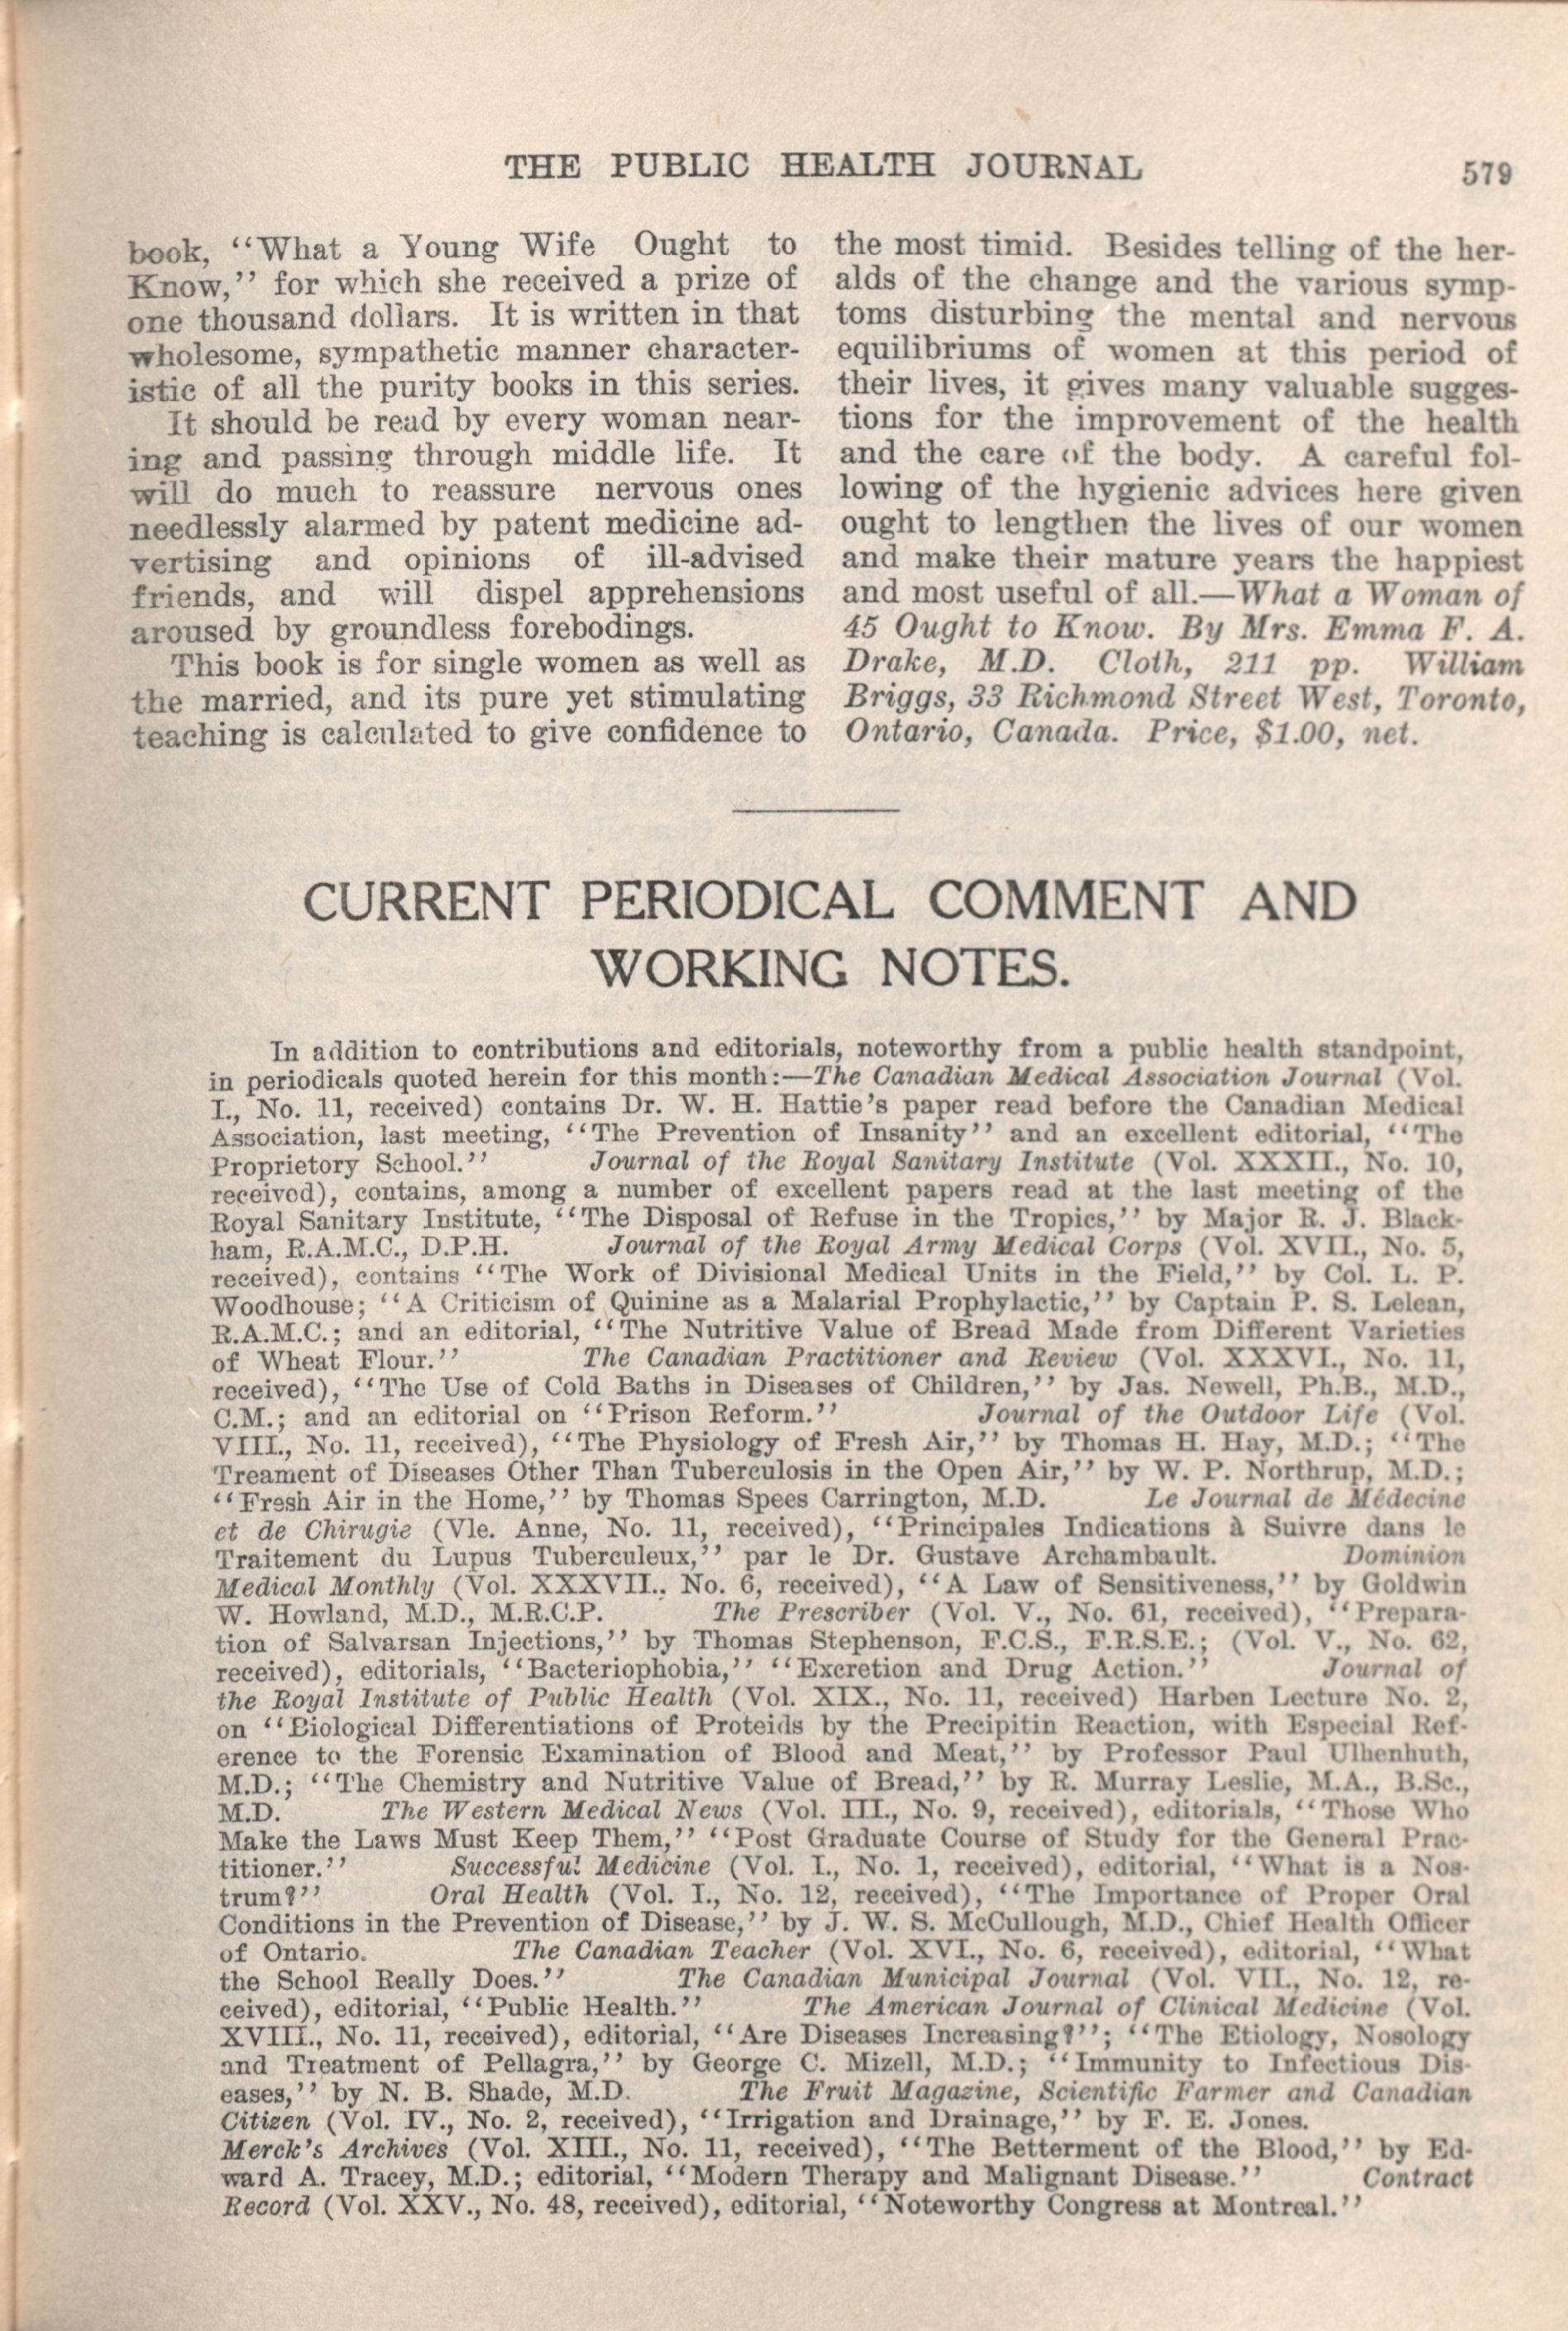 THE PUBLIC HEALTH JOURNAL 579
book, "What a Young Wife Ought to
Know," for which she received a prize of
one thousand dollars. It is written in that
wholesome, sympathetic manner character-
istic of all the purity books in this series.
It should be read by every woman near-
ing and passing through middle life. It
will do much to reassure nervous ones
needlessly alarmed by patent medicine ad-
vertising and opinions of ill-advised
friends, and will dispel apprehensions
aroused by groundless forebodings.
This book is for single women as well as
the married, and its pure yet stimulating
teaching is calculated to give confidence to
the most timid. Besides telling of the her-
alds of the change and the various symp-
toms disturbing the mental and nervous
equilibriums of women at this period of
their lives, it gives many valuable sugges-
tions for the improvement of the health
and the care of the body. A careful fol-
lowing of the hygienic advices here given
ought to lengthen the lives of our women
and make their mature years the happiest
and most useful of all.—What a Woman of
45 Ought to Know. By Mrs. Emma F. A.
Drake, M.D. Cloth, 211 pp. William
Briggs, 33 Richmond Street West, Toronto,
Ontario, Canada. Price, $1.00, net.
CURRENT PERIODICAL COMMENT AND
WORKING NOTES.
In addition to contributions and editorials, noteworthy from a public health standpoint,
in periodicals quoted herein for this month:—The Canadian Medical Association Journal (Vol.
I., No. 11, received) contains Dr. W. H. Hattie's paper read before the Canadian Medical
Association, last meeting, "The Prevention of Insanity" and an excellent editorial, "The
Proprietory School." Journal of the Royal Sanitary Institute (Vol. XXXII., No. 10,
received), contains, among a number of excellent papers read at the last meeting of the
Royal Sanitary Institute, "The Disposal of Refuse in the Tropics," by Major R. J. Black-
ham, R.A.M.C., D.P.H. Journal of the Royal Army Medical Corps (Vol. XVII., No. 5,
received), contains "The Work of Divisional Medical Units in the Field," by Col. L. P.
Woodhouse; "A Criticism of Quinine as a Malarial Prophylactic," by Captain P. S. Lelean,
R.A.M.C.; and an editorial, "The Nutritive Value of Bread Made from Different Varieties
of Wheat Flour." The Canadian Practitioner and Review (Vol. XXXVI., No. 11,
received), "The Use of Cold Baths in Diseases of Children," by Jas. Newell, Ph.B., M.D.,
C.M.; and an editorial on "Prison Reform." Journal of the Outdoor Life (Vol.
VIII., No. 11, received), "The Physiology of Fresh Air," by Thomas H. Hay, M.D.; "The
Treament of Diseases Other Than Tuberculosis in the Open Air," by W. P. Northrup, M.D.;
"Fresh Air in the Home," by Thomas Spees Carrington, M.D. Le Journal de Médecine
et de Chirugie (Vle. Anne, No. 11, received), "Principales Indications à Suivre dans le
Traitement du Lupus Tuberculeux," par le Dr. Gustave Archambault. Dominion
Medical Monthly (Vol. XXXVII., No. 6, received), "A Law of Sensitiveness," by Goldwin
W. Howland, M.D., M.R.C.P. The Prescriber (Vol. V., No. 61, received), "Prepara-
tion of Salvarsan Injections," by Thomas Stephenson, F.C.S., F.R.S.E.; (Vol. V., No. 62,
received), editorials, "Bacteriophobia," "Excretion and Drug Action." Journal of
the Royal Institute of Public Health (Vol. XIX., No. 11, received) Harben Lecture No. 2,
on "Biological Differentiations of Proteids by the Precipitin Reaction, with Especial Ref-
erence to the Forensic Examination of Blood and Meat," by Professor Paul Ulhenhuth,
M.D.; "The Chemistry and Nutritive Value of Bread," by R. Murray Leslie, M.A., B.Sc.,
M.D. The Western Medical News (Vol. III., No. 9, received), editorials, "Those Who
Make the Laws Must Keep Them," "Post Graduate Course of Study for the General Prac-
titioner." Successful Medicine (Vol. I., No. 1, received), editorial, "What is a Nos-
trum?" Oral Health (Vol. I., No. 12, received), "The Importance of Proper Oral
Conditions in the Prevention of Disease," by J. W. S. McCullough, M.D., Chief Health Officer
of Ontario. The Canadian Teacher (Vol. XVI., No. 6, received), editorial, "What
the School Really Does." The Canadian Municipal Journal (Vol. VII., No. 12, re-
ceived), editorial, "Public Health." The American Journal of Clinical Medicine (Vol.
XVIII., No. 11, received), editorial, "Are Diseases Increasing?"; "The Etiology, Nosology
and Treatment of Pellagra," by George C. Mizell, M.D.; "Immunity to Infectious Dis-
eases," by N. B. Shade, M.D. The Fruit Magazine, Scientific Farmer and Canadian
Citizen (Vol. IV., No. 2, received), "Irrigation and Drainage," by F. E. Jones.
Merck's Archives (Vol. XIII., No. 11, received), "The Betterment of the Blood," by Ed-
ward A. Tracey, M.D.; editorial, "Modern Therapy and Malignant Disease." Contract
Record (Vol. XXV., No. 48, received), editorial, "Noteworthy Congress at Montreal."